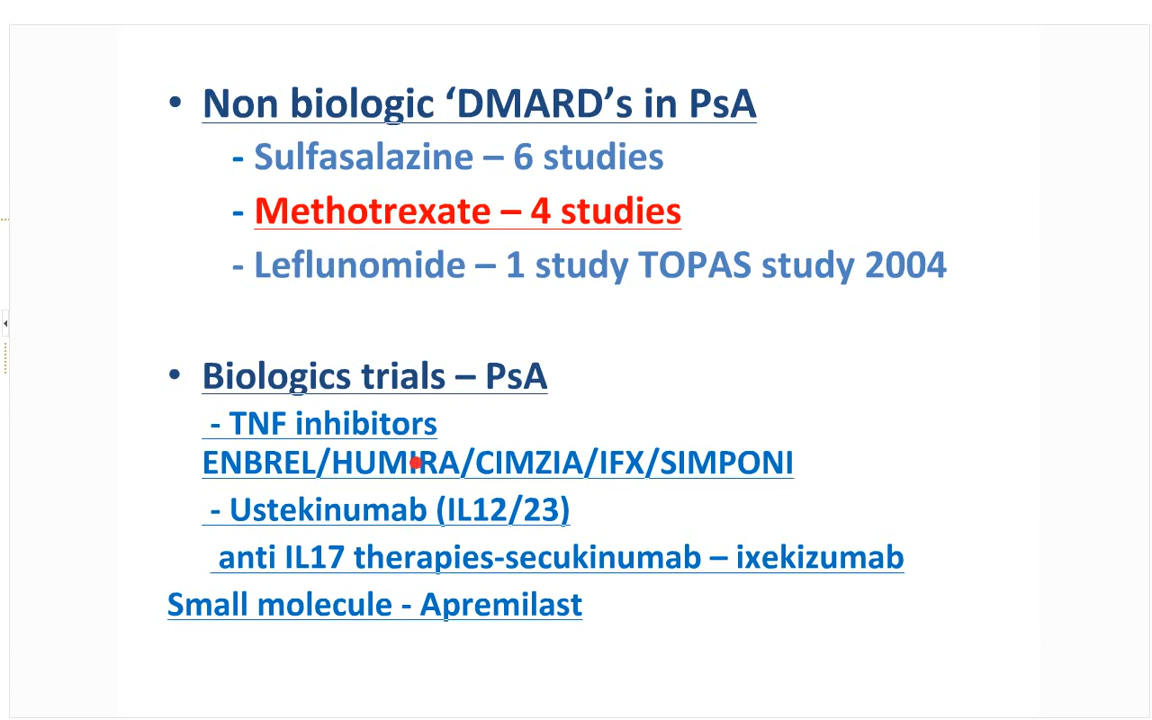 • Non biologic ‘DMARD’s in PsA
- Sulfasalazine – 6 studies
- Methotrexate – 4 studies
- Leflunomide – 1 study TOPAS study 2004
• Biologics trials – PsA
- TNF inhibitors
ENBREL/HUMIRA/CIMZIA/IFX/SIMPONI
- Ustekinumab (IL12/23)
anti IL17 therapies-secukinumab – ixekizumab
Small molecule - Apremilast